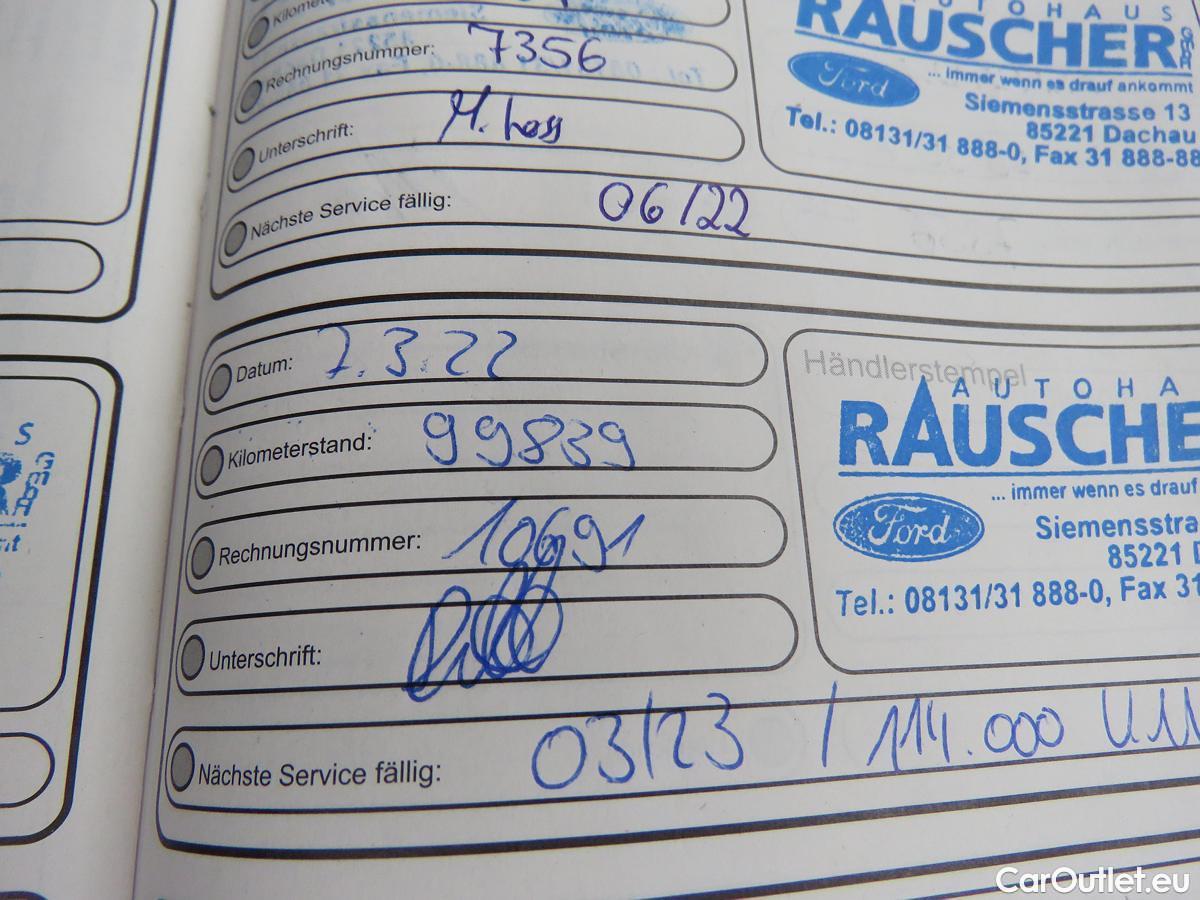 Rechnungsnummer: 7356
Unterschrift:
Nächste Service fällig: 06/22
AUTOHAUS
RAUSCHER
Ford
... immer wenn es drauf ankommt
Siemensstrasse 13
85221 Dachau
Tel.: 08131/31 888-0, Fax 31 888-88
Datum: 7.3.22
Kilometerstand: 99839
Rechnungsnummer: 10691
Unterschrift:
Nächste Service fällig: 03/23 / 114.000
Händlerstempel
AUTOHA
RAUSCHE
... immer wenn es drauf
Ford
Siemensstra
85221
Tel.: 08131/31 888-0, Fax 31
CarOutlet.eu